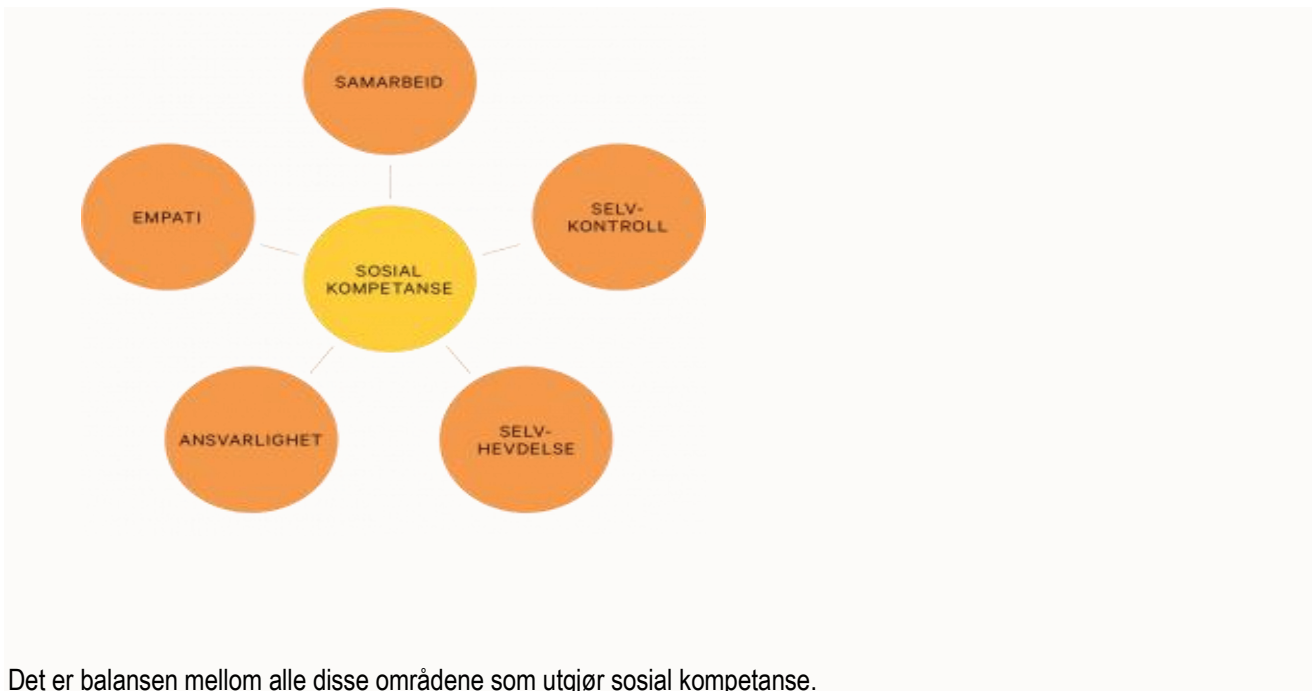 SAMARBEID
EMPATI
SELV-
KONTROLL
SOSIAL
KOMPETANSE
ANSVARLIGHET
SELV-
HEVDELSE
Det er balansen mellom alle disse områdene som utgjør sosial kompetanse.